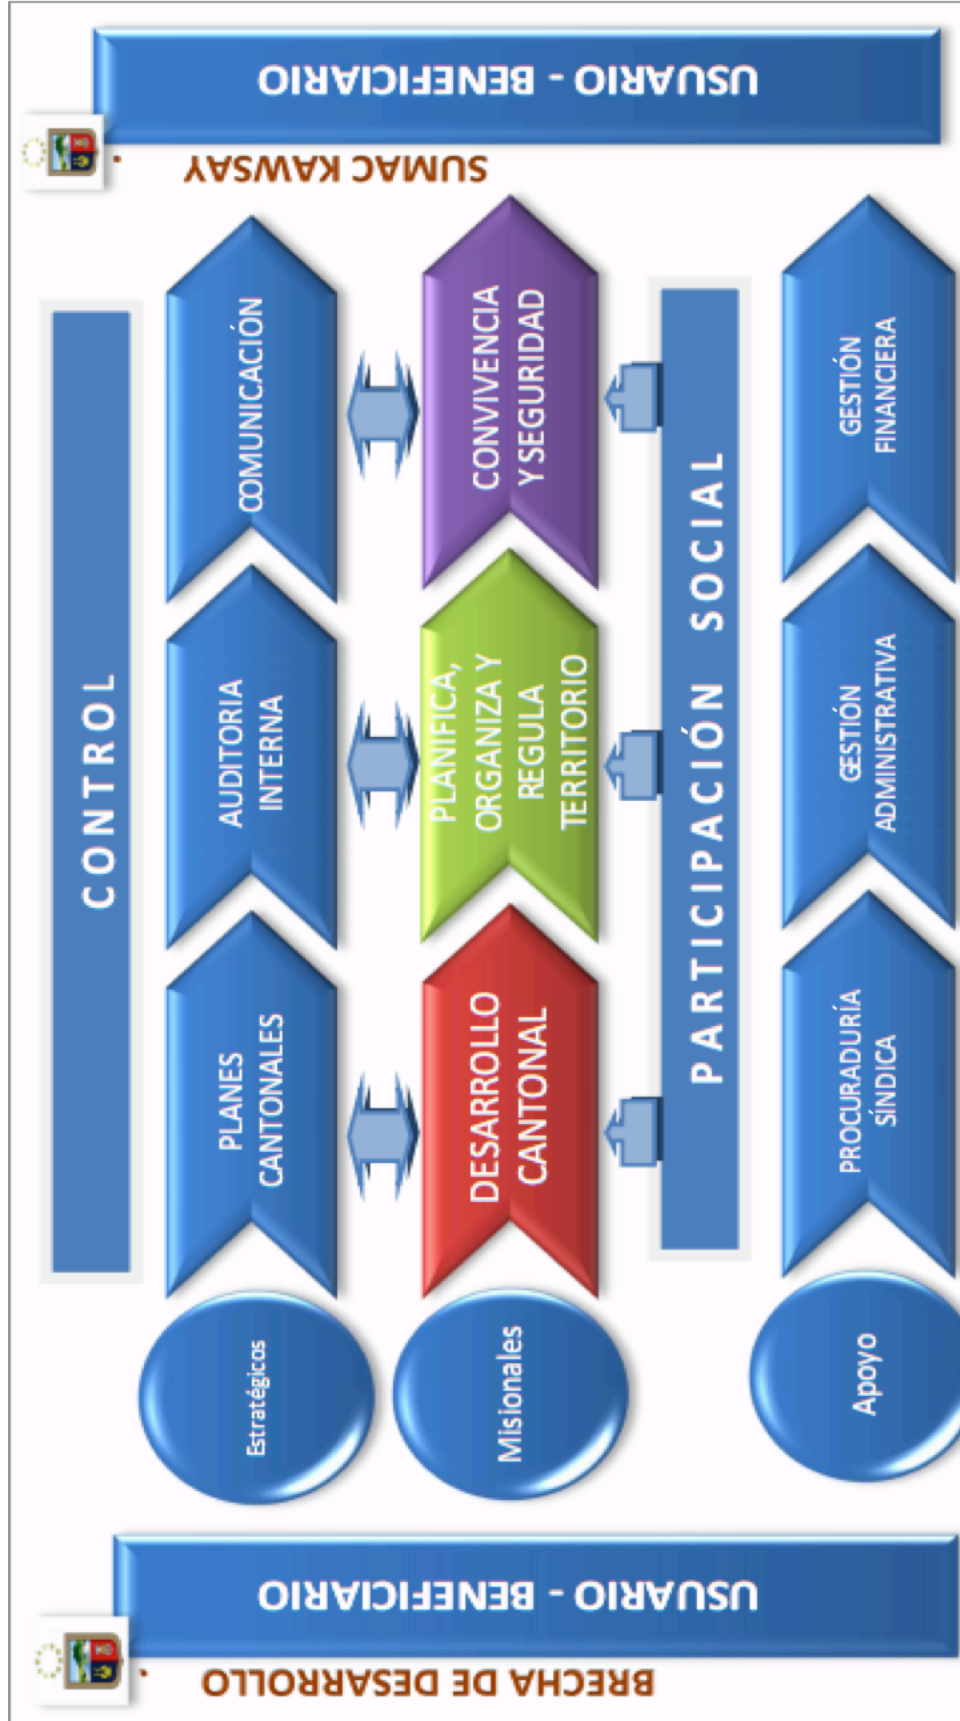 BRECHA DE DESARROLLO
USUARIO - BENEFICIARIO
CONTROL
Estratégicos
PLANES
CANTONALES
AUDITORIA
INTERNA
COMUNICACIÓN
Misionales
DESARROLLO
CANTONAL
PLANIFICA,
ORGANIZA Y
REGULA
TERRITORIO
CONVIVENCIA
Y SEGURIDAD
PARTICIPACIÓN SOCIAL
Apoyo
PROCURADURÍA
SÍNDICA
GESTIÓN
ADMINISTRATIVA
GESTIÓN
FINANCIERA
SUMAC KAWSAY
USUARIO - BENEFICIARIO